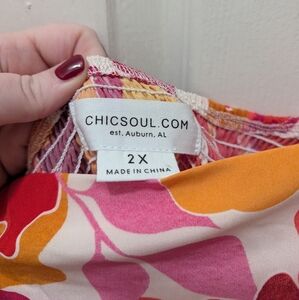 CHICSOUL.COM
est. Auburn, AL
2X
MADE IN CHINA